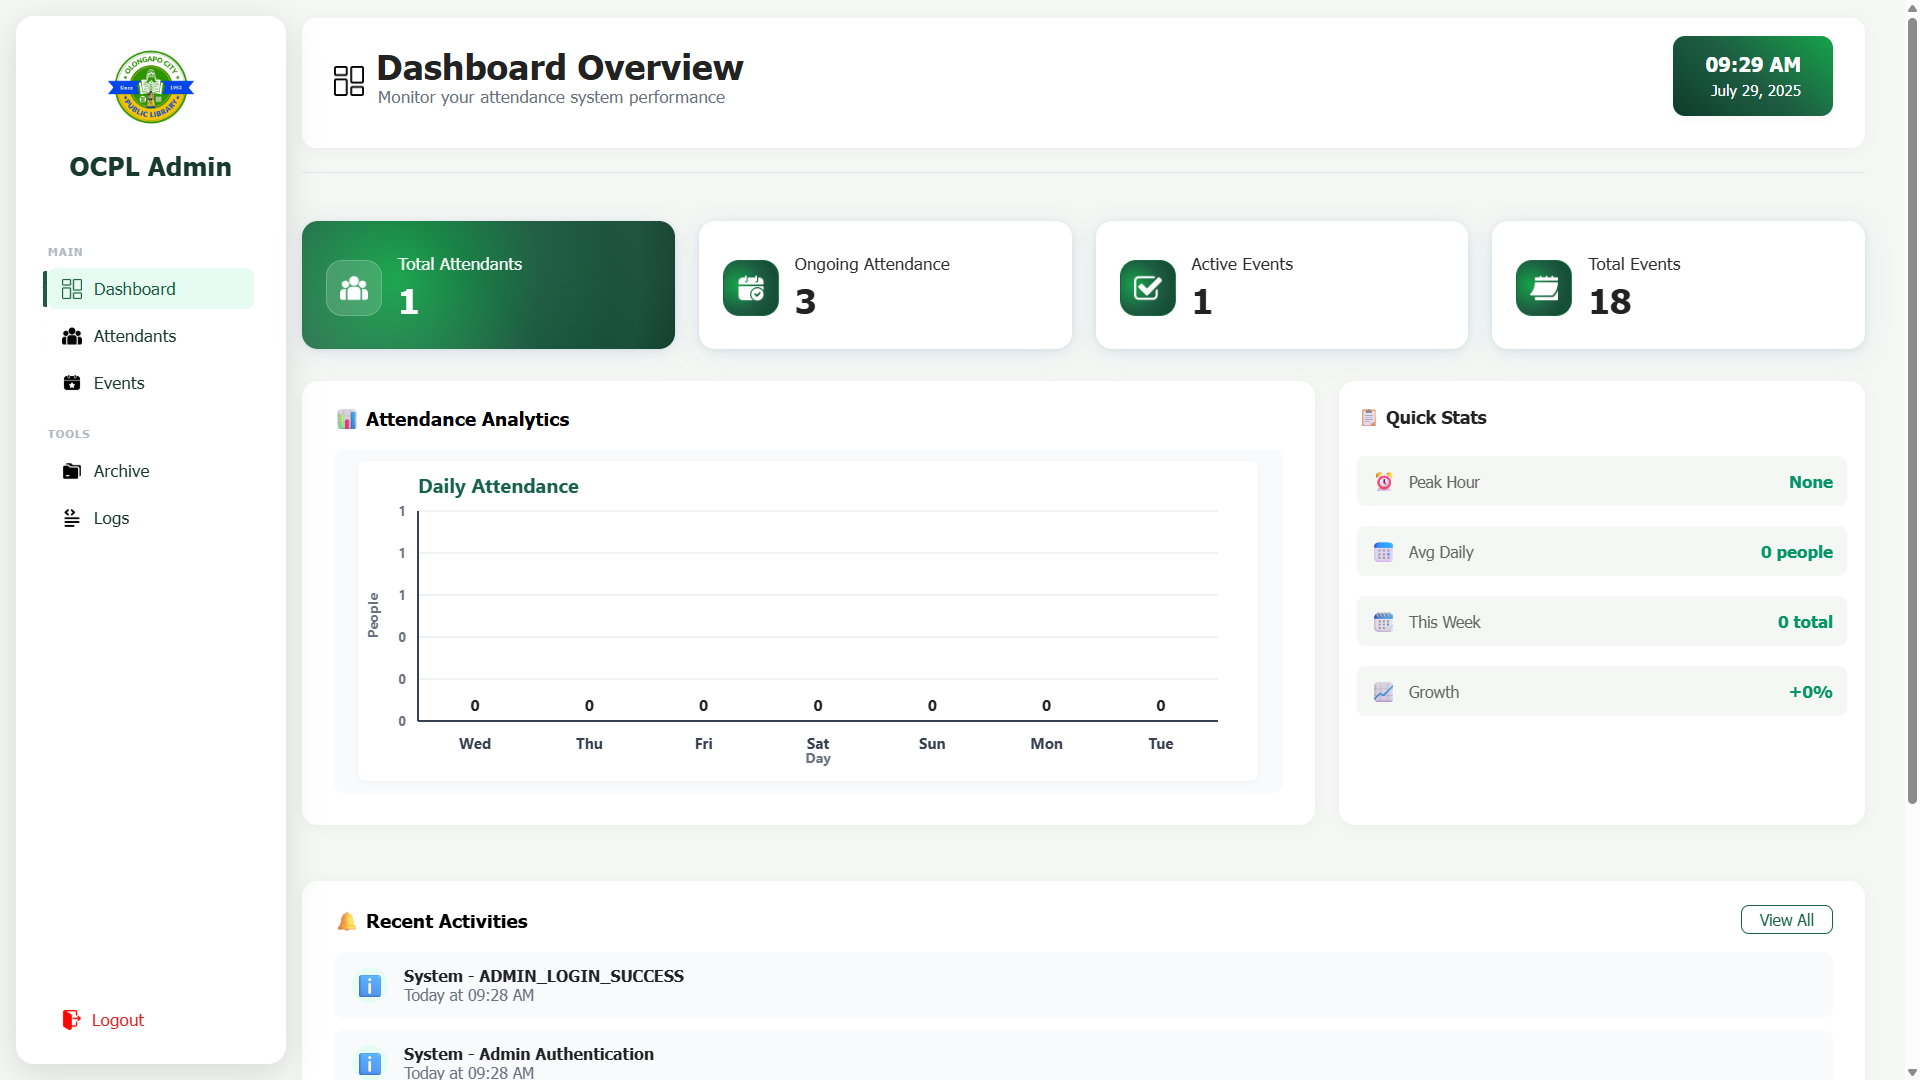 OLONGAPO CITY
Since 1953
PUBLIC LIBRARY
OCPL Admin
MAIN
Dashboard
Attendants
Events
TOOLS
Archive
Logs
Logout
Dashboard Overview
Monitor your attendance system performance
09:29 AM
July 29, 2025
Total Attendants
1
Ongoing Attendance
3
Active Events
1
Total Events
18
Attendance Analytics
Daily Attendance
1
1
1
0
0
0
People
0 0 0 0 0 0 0
Wed Thu Fri Sat Sun Mon Tue
Day
Quick Stats
Peak Hour None
Avg Daily 0 people
This Week 0 total
Growth +0%
Recent Activities
View All
System - ADMIN_LOGIN_SUCCESS
Today at 09:28 AM
System - Admin Authentication
Today at 09:28 AM